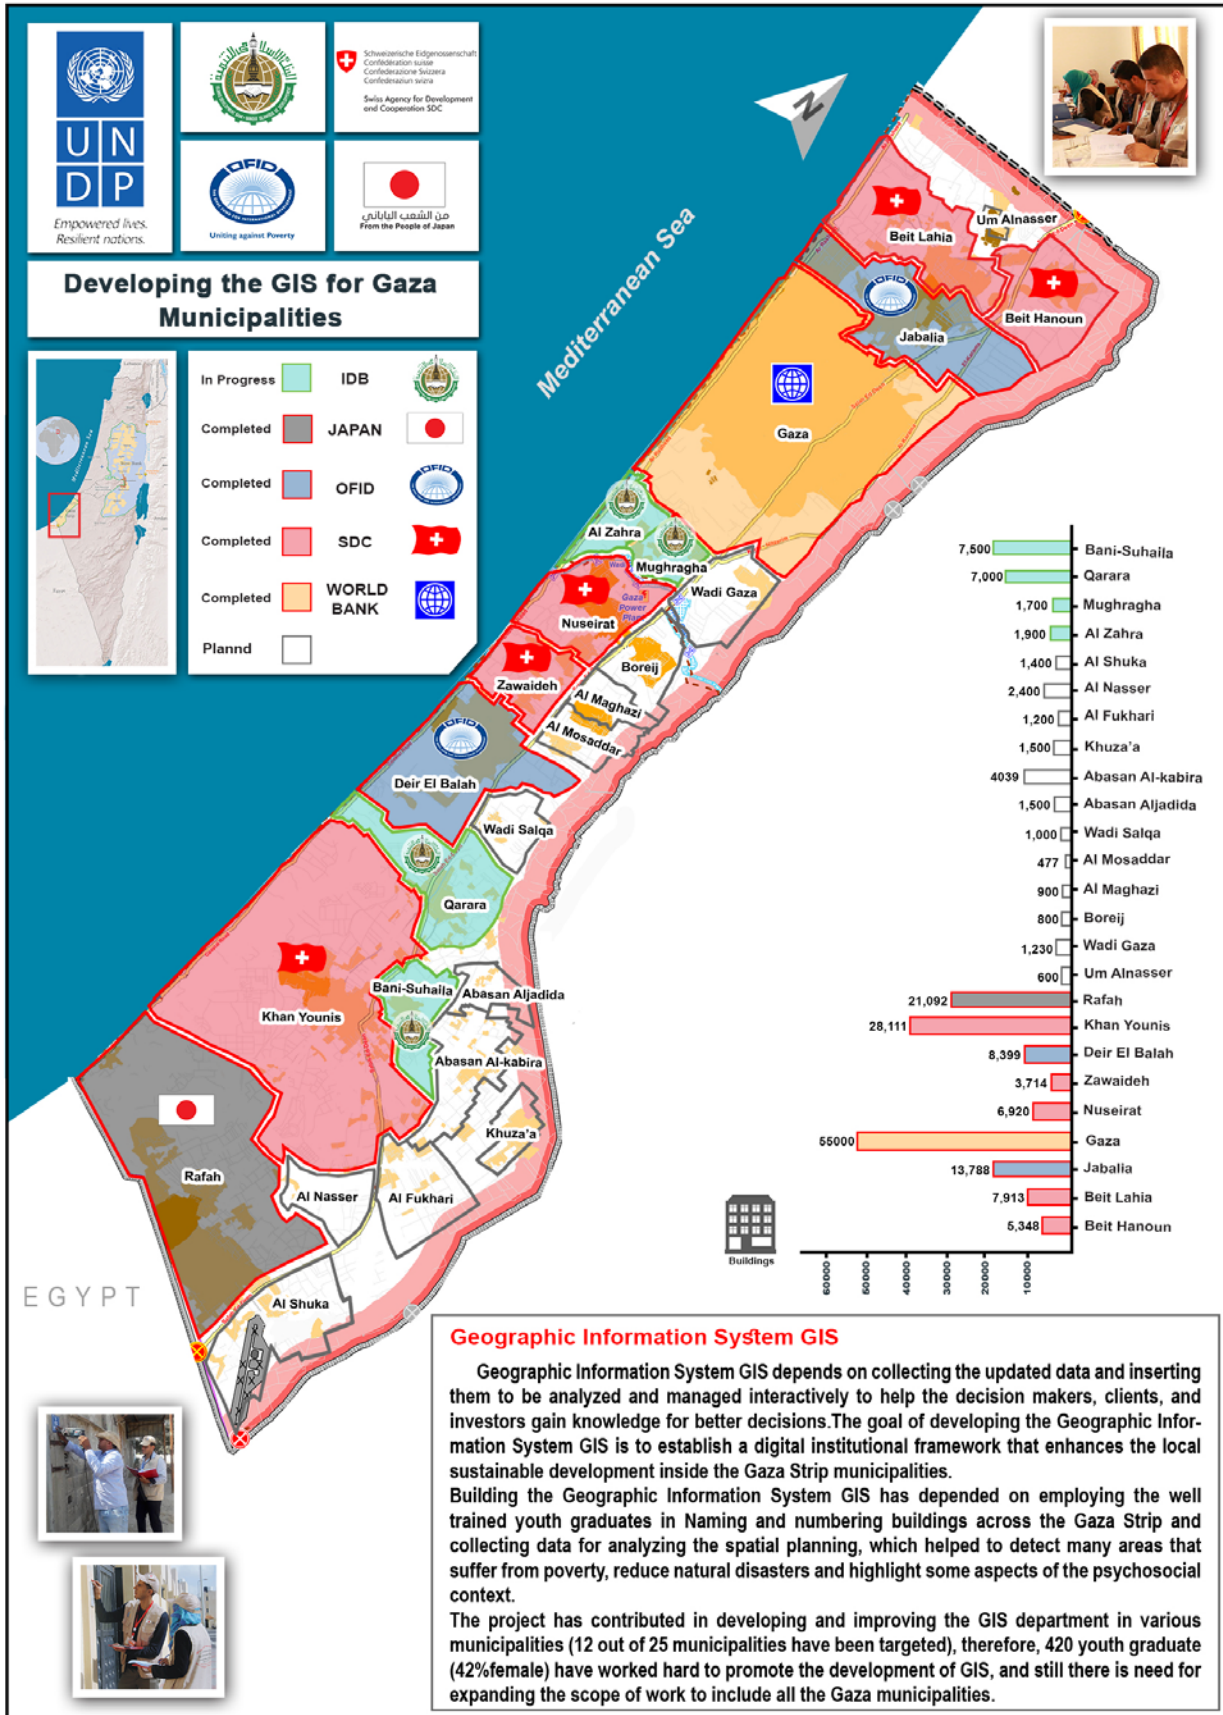 UN
DP
Empowered lives.
Resilient nations.
Schweizerische Eidgenossenschaft
Confédération suisse
Confederazione Svizzera
Confederaziun svizra
Swiss Agency for Development
and Cooperation SDC
OFID
Uniting against Poverty
من الشعب الياباني
From the People of Japan
Developing the GIS for Gaza
Municipalities
In Progress IDB
Completed JAPAN
Completed OFID
OFID
Completed SDC
Completed WORLD
BANK
Plannd
N
Mediterranean Sea
Um Alnasser
Beit Lahia
Beit Hanoun
OFID
Jabalia
Gaza
Al Zahra
Mughragha
Wadi Gaza
Gaza
Power
Plant
Nuseirat
Boreij
Zawaideh
Al Maghazi
Al Mosaddar
OFID
Deir El Balah
Wadi Salqa
Qarara
Bani-Suhaila
Abasan Aljadida
Khan Younis
Abasan Al-kabira
Khuza'a
Rafah
Al Nasser
Al Fukhari
Al Shuka
EGYPT
7,500 Bani-Suhaila
7,000 Qarara
1,700 Mughragha
1,900 Al Zahra
1,400 Al Shuka
2,400 Al Nasser
1,200 Al Fukhari
1,500 Khuza'a
4039 Abasan Al-kabira
1,500 Abasan Aljadida
1,000 Wadi Salqa
477 Al Mosaddar
900 Al Maghazi
800 Boreij
1,230 Wadi Gaza
600 Um Alnasser
21,092 Rafah
28,111 Khan Younis
8,399 Deir El Balah
3,714 Zawaideh
6,920 Nuseirat
55000 Gaza
13,788 Jabalia
7,913 Beit Lahia
5,348 Beit Hanoun
Buildings
60000 50000 40000 30000 20000 10000
Geographic Information System GIS
Geographic Information System GIS depends on collecting the updated data and inserting
them to be analyzed and managed interactively to help the decision makers, clients, and
investors gain knowledge for better decisions.The goal of developing the Geographic Infor-
mation System GIS is to establish a digital institutional framework that enhances the local
sustainable development inside the Gaza Strip municipalities.
Building the Geographic Information System GIS has depended on employing the well
trained youth graduates in Naming and numbering buildings across the Gaza Strip and
collecting data for analyzing the spatial planning, which helped to detect many areas that
suffer from poverty, reduce natural disasters and highlight some aspects of the psychosocial
context.
The project has contributed in developing and improving the GIS department in various
municipalities (12 out of 25 municipalities have been targeted), therefore, 420 youth graduate
(42%female) have worked hard to promote the development of GIS, and still there is need for
expanding the scope of work to include all the Gaza municipalities.